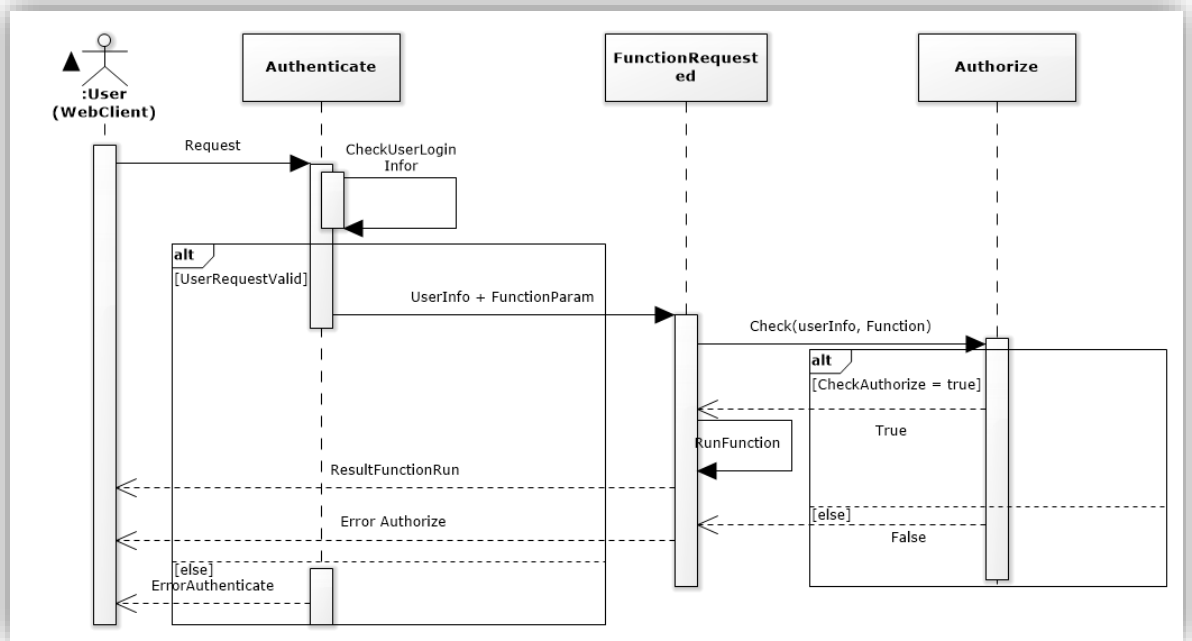 Authenticate
FunctionRequest
ed
Authorize
:User
(WebClient)
Request
CheckUserLogin
Infor
alt
[UserRequestValid]
UserInfo + FunctionParam
Check(userInfo, Function)
alt
[CheckAuthorize = true]
True
RunFunction
ResultFunctionRun
[else]
False
Error Authorize
[else]
ErrorAuthenticate